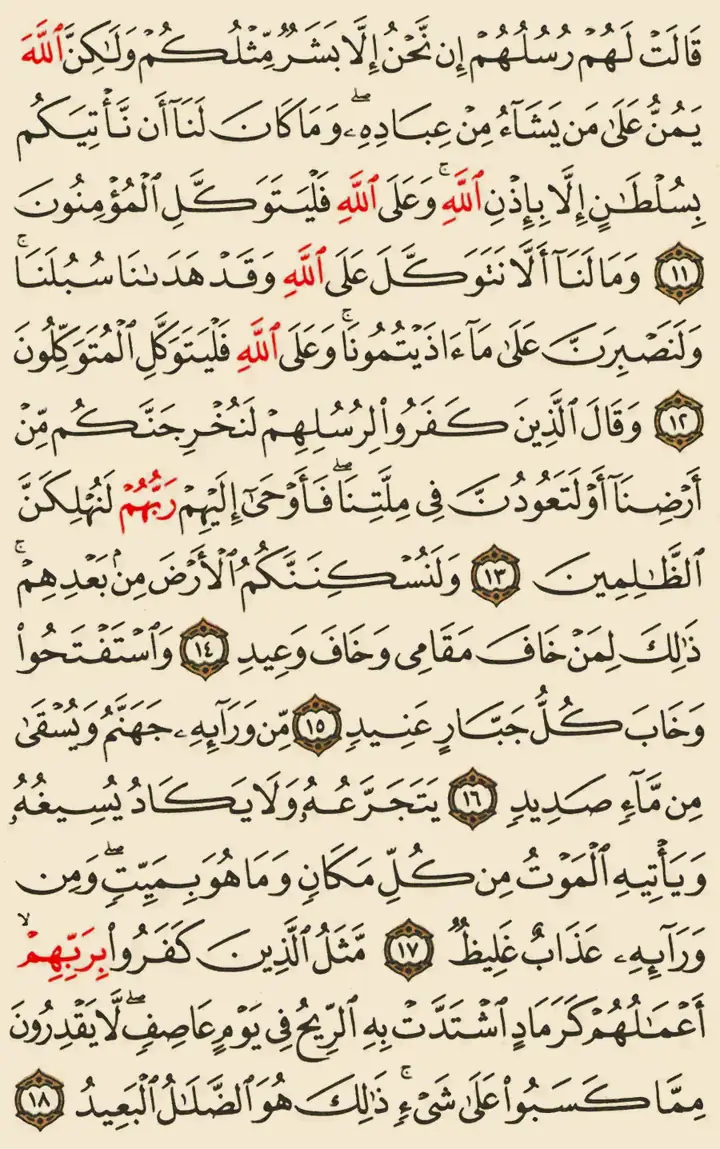 قَالَتْ لَهُمْ رُسُلُهُمْ إِن نَّحْنُ إِلَّا بَشَرٌ مِّثْلُكُمْ وَلَٰكِنَّ ٱللَّهَ
يَمُنُّ عَلَىٰ مَن يَشَآءُ مِنْ عِبَادِهِۦ ۖ وَمَا كَانَ لَنَآ أَن نَّأْتِيَكُم
بِسُلْطَٰنٍ إِلَّا بِإِذْنِ ٱللَّهِ ۚ وَعَلَى ٱللَّهِ فَلْيَتَوَكَّلِ ٱلْمُؤْمِنُونَ
١١ وَمَا لَنَآ أَلَّا نَتَوَكَّلَ عَلَى ٱللَّهِ وَقَدْ هَدَىٰنَا سُبُلَنَا ۚ
وَلَنَصْبِرَنَّ عَلَىٰ مَآ ءَاذَيْتُمُونَا ۚ وَعَلَى ٱللَّهِ فَلْيَتَوَكَّلِ ٱلْمُتَوَكِّلُونَ
١٢ وَقَالَ ٱلَّذِينَ كَفَرُوا۟ لِرُسُلِهِمْ لَنُخْرِجَنَّكُم مِّنْ
أَرْضِنَآ أَوْ لَتَعُودُنَّ فِى مِلَّتِنَا ۖ فَأَوْحَىٰٓ إِلَيْهِمْ رَبُّهُمْ لَنُهْلِكَنَّ
ٱلظَّٰلِمِينَ ١٣ وَلَنُسْكِنَنَّكُمُ ٱلْأَرْضَ مِنۢ بَعْدِهِمْ ۚ
ذَٰلِكَ لِمَنْ خَافَ مَقَامِى وَخَافَ وَعِيدِ ١٤ وَٱسْتَفْتَحُوا۟
وَخَابَ كُلُّ جَبَّارٍ عَنِيدٍ ١٥ مِّن وَرَآئِهِۦ جَهَنَّمُ وَيُسْقَىٰ
مِن مَّآءٍ صَدِيدٍ ١٦ يَتَجَرَّعُهُۥ وَلَا يَكَادُ يُسِيغُهُۥ
وَيَأْتِيهِ ٱلْمَوْتُ مِن كُلِّ مَكَانٍ وَمَا هُوَ بِمَيِّتٍ ۖ وَمِن
وَرَآئِهِۦ عَذَابٌ غَلِيظٌ ١٧ مَّثَلُ ٱلَّذِينَ كَفَرُوا۟ بِرَبِّهِمْ ۙ
أَعْمَٰلُهُمْ كَرَمَادٍ ٱشْتَدَّتْ بِهِ ٱلرِّيحُ فِى يَوْمٍ عَاصِفٍ ۖ لَّا يَقْدِرُونَ
مِمَّا كَسَبُوا۟ عَلَىٰ شَىْءٍ ۚ ذَٰلِكَ هُوَ ٱلضَّلَٰلُ ٱلْبَعِيدُ ١٨